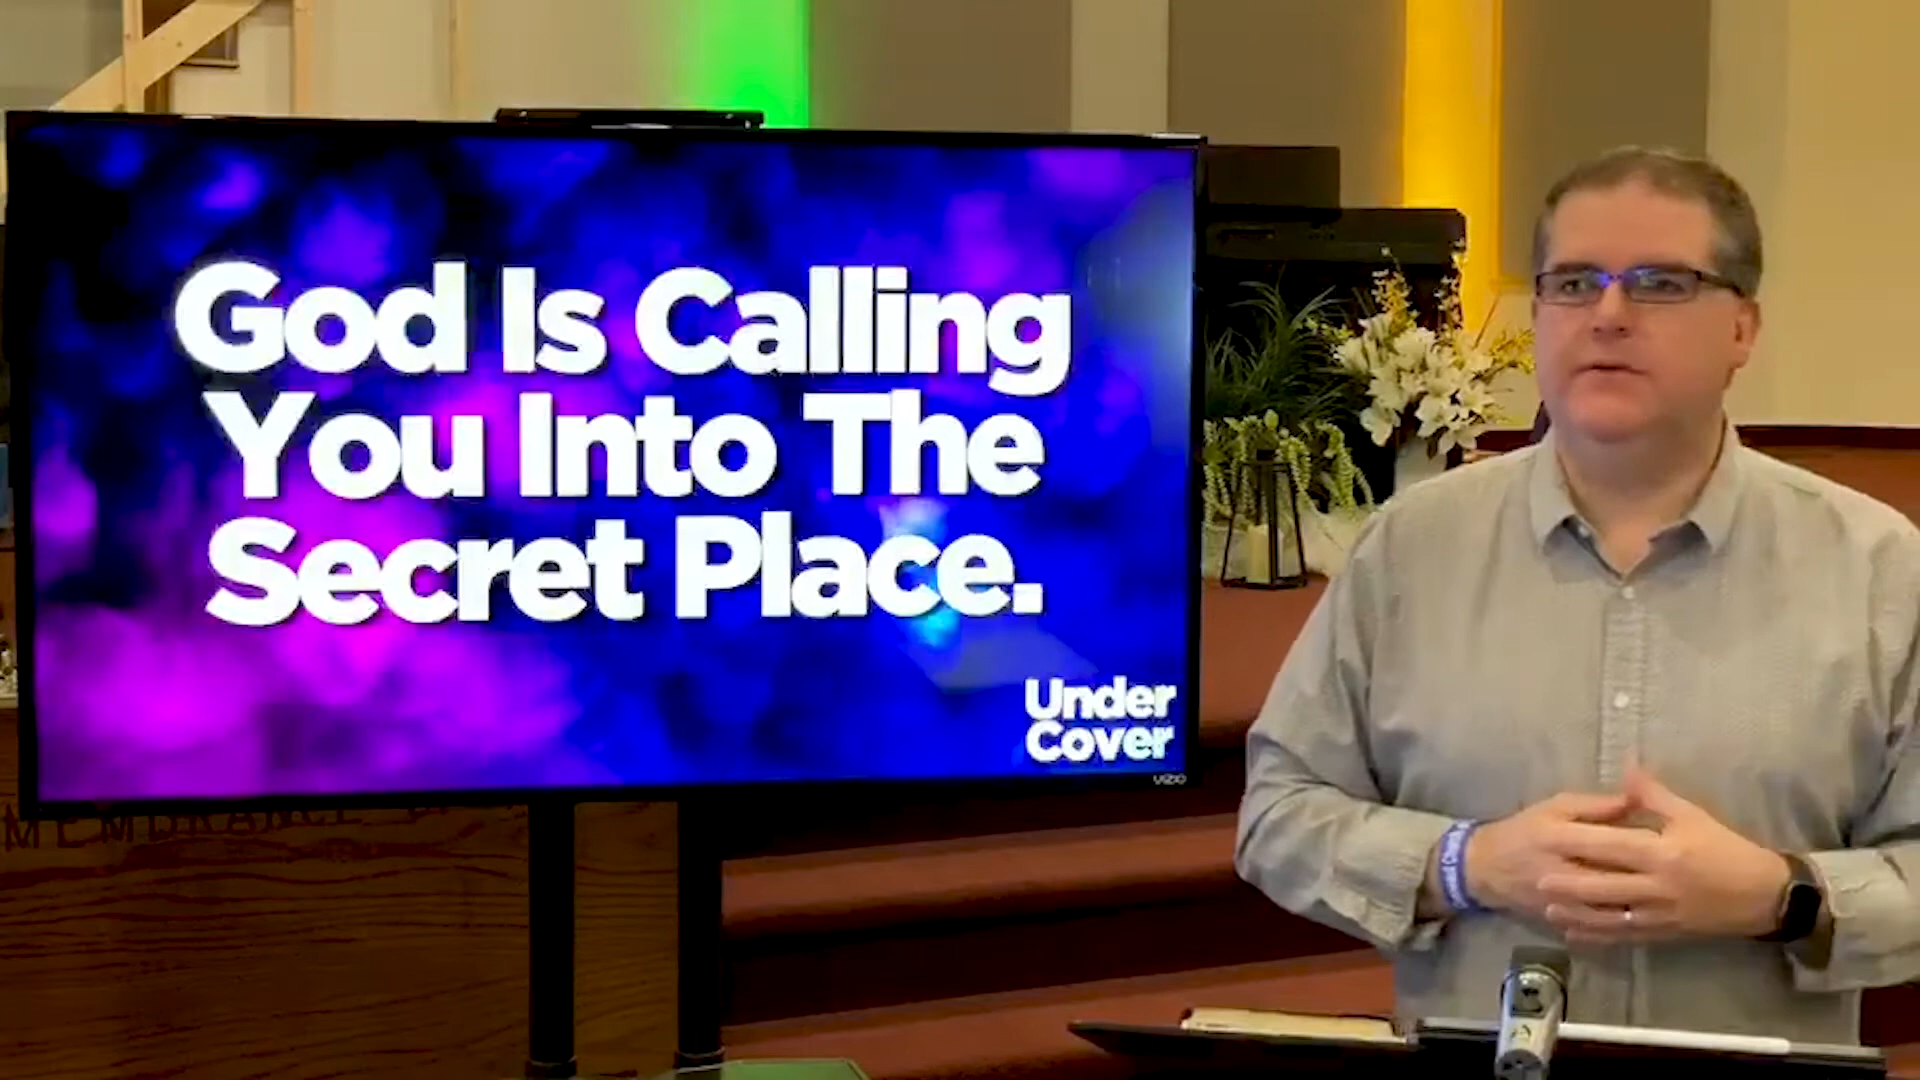 God Is Calling
You Into The
Secret Place.
Under
Cover
VIZIO